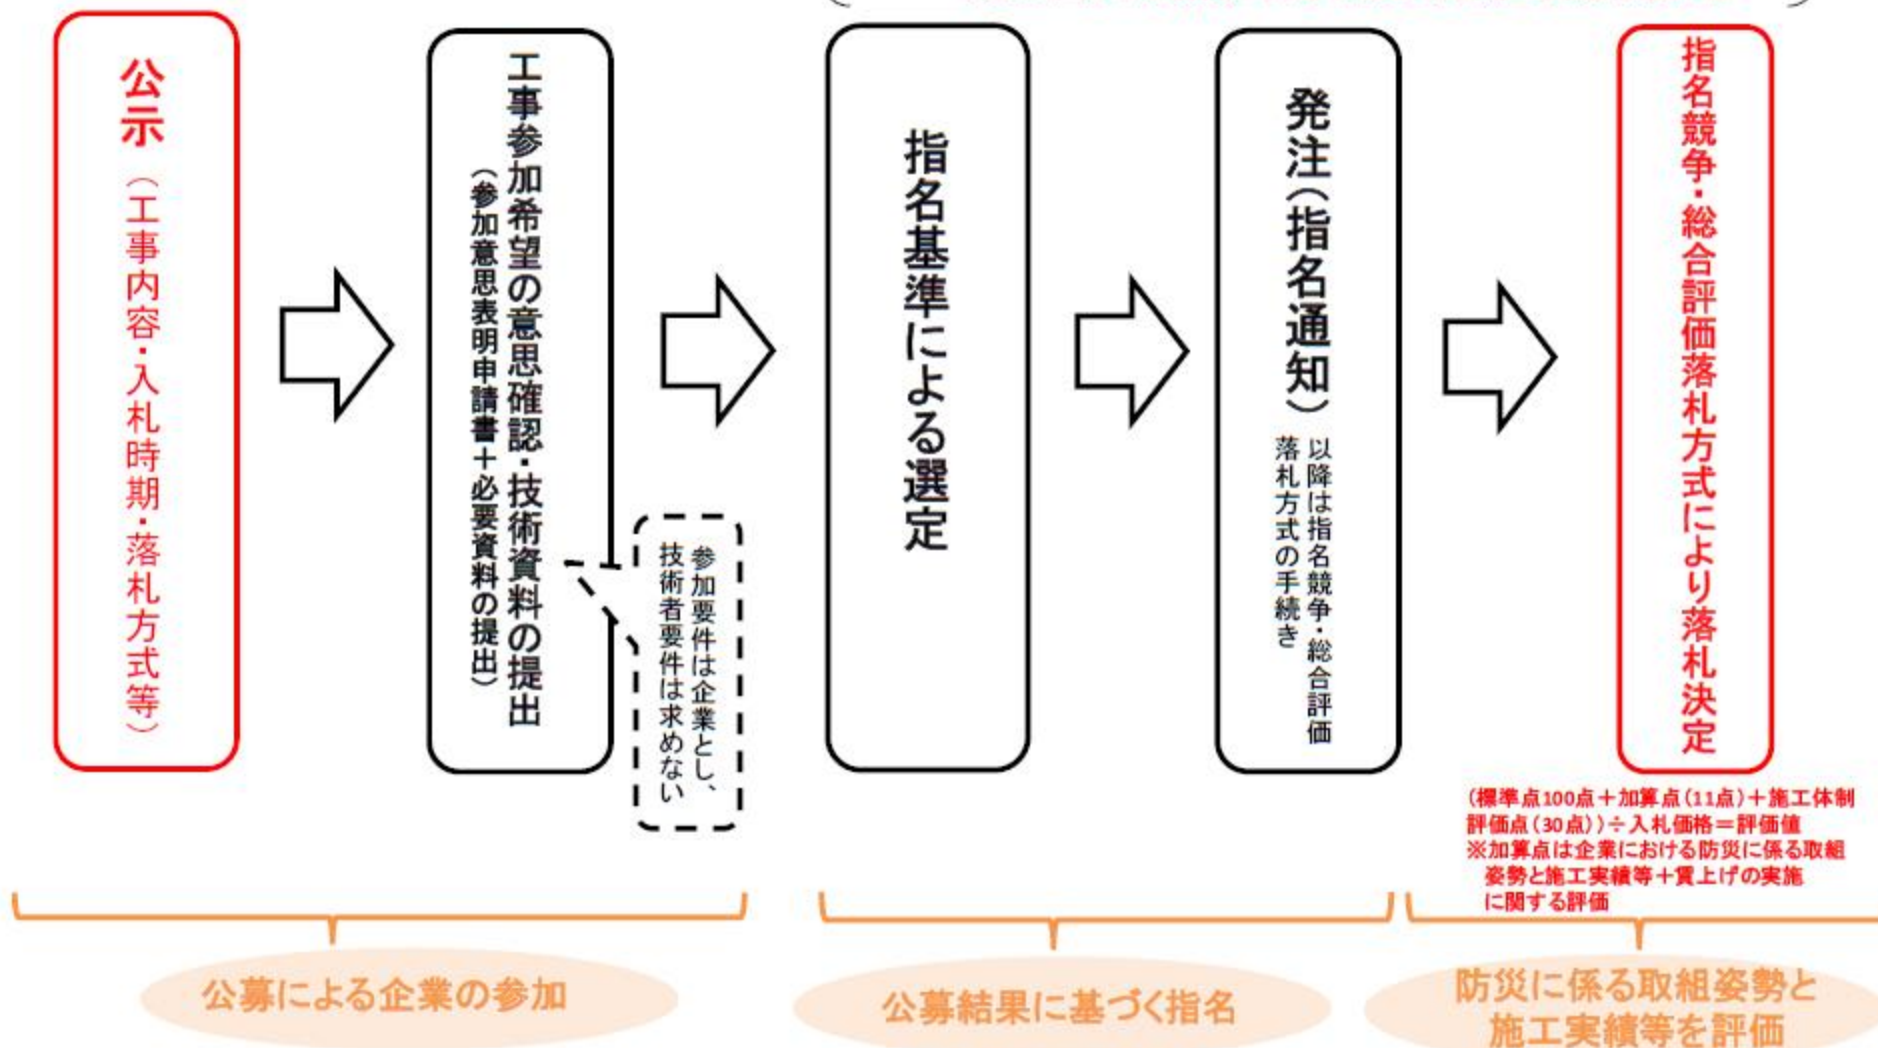 公示（工事内容・入札時期・落札方式等）
工事参加希望の意思確認・技術資料の提出
（参加意思表明申請書＋必要資料の提出）
参加要件は企業とし、
技術者要件は求めない
指名基準による選定
発注（指名通知）
以降は指名競争・総合評価
落札方式の手続き
指名競争・総合評価落札方式により落札決定
（標準点100点＋加算点（11点）＋施工体制
評価点（30点））÷入札価格＝評価値
※加算点は企業における防災に係る取組
姿勢と施工実績等＋賃上げの実施
に関する評価
公募による企業の参加
公募結果に基づく指名
防災に係る取組姿勢と
施工実績等を評価